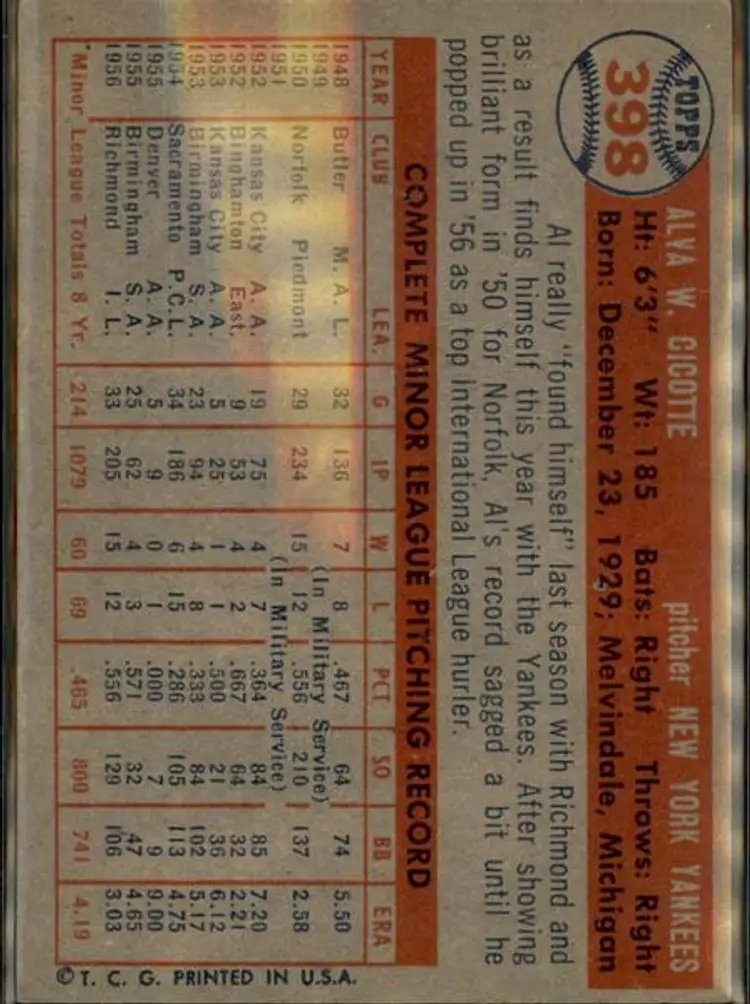 TOPPS
398
ALVA W. CICOTTE pitcher NEW YORK YANKEES
Ht: 6'3" Wt: 185 Bats: Right Throws: Right
Born: December 23, 1929; Melvindale, Michigan
Al really "found himself" last season with Richmond and
as a result finds himself this year with the Yankees. After showing
brilliant form in '50 for Norfolk, Al's record sagged a bit until he
popped up in '56 as a top International League hurler.
COMPLETE MINOR LEAGUE PITCHING RECORD
YEAR CLUB LEA. G IP W L PCT SO BB ERA
1948 Butler M. A. L. 32 136 7 8 .467 64 74 5.50
1949 (In Military Service)
1950 Norfolk Piedmont 29 234 15 12 .556 210 137 2.58
1951 (In Military Service)
1952 Kansas City A. A. 19 75 4 7 .364 84 85 7.20
1952 Binghamton East. 9 53 4 2 .667 64 32 2.21
1953 Kansas City A. A. 5 25 1 1 .500 21 36 6.12
1953 Birmingham S. A. 23 94 4 8 .333 84 102 5.17
1954 Sacramento P.C.L. 34 186 6 15 .286 105 113 4.75
1955 Denver A. A. 5 9 0 1 .000 7 9 9.00
1955 Birmingham S. A. 25 62 4 3 .571 32 47 4.65
1956 Richmond I. L. 33 205 15 12 .556 129 106 3.03
Minor League Totals 8 Yr. 214 1079 60 69 .465 800 741 4.19
© T. C. G. PRINTED IN U.S.A.